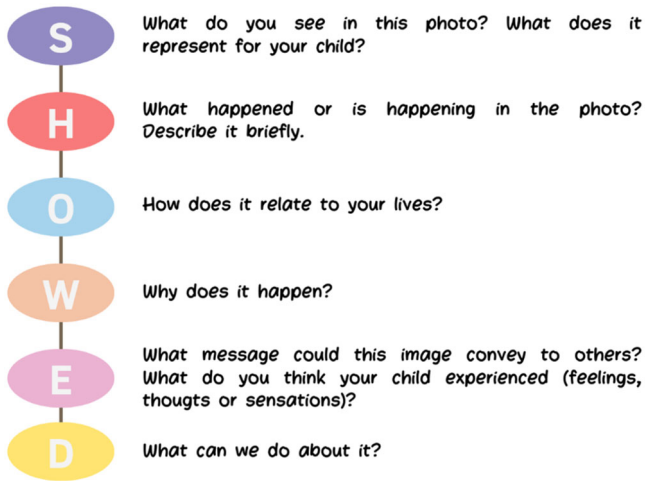 S
What do you see in this photo? What does it
represent for your child?
H
What happened or is happening in the photo?
Describe it briefly.
O
How does it relate to your lives?
W
Why does it happen?
E
What message could this image convey to others?
What do you think your child experienced (feelings,
thougts or sensations)?
D
What can we do about it?